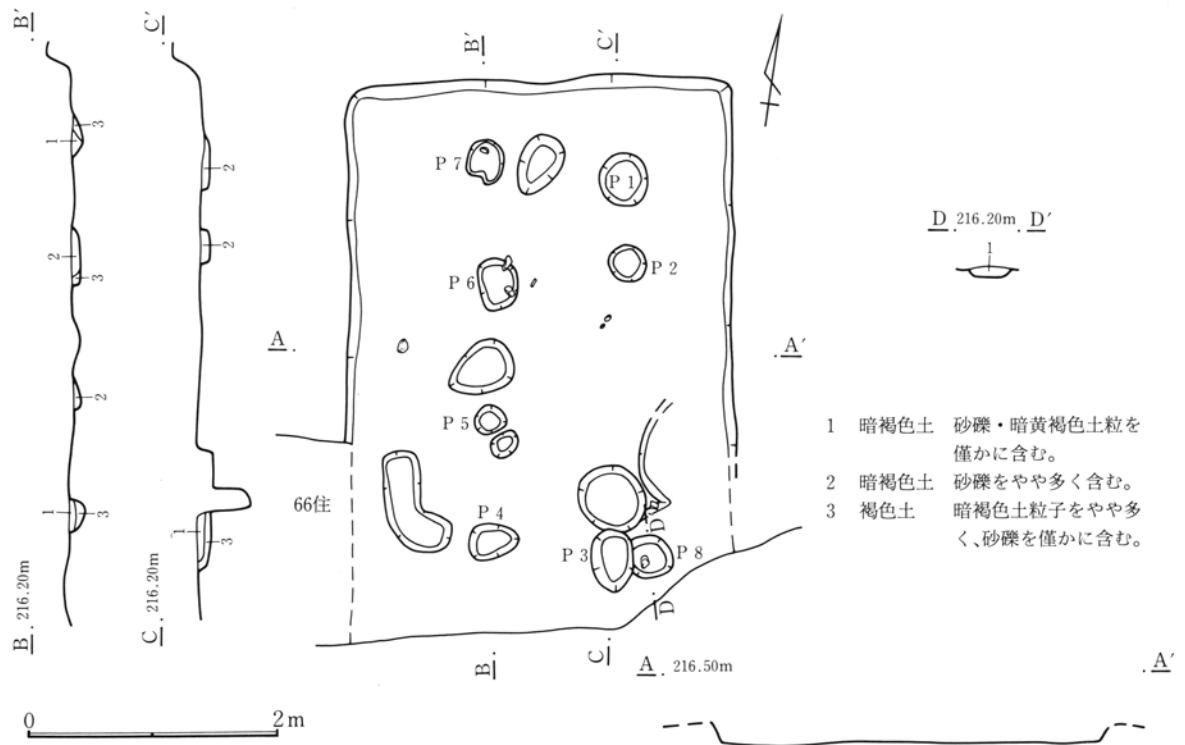 B′
C′
B′
C′
3
1
2
2
2
3
2
1
3
1
3
B 216.20m
C 216.20m
P 7
P 1
P 6
P 2
A
A′
P 5
66住
P 4
P 3
P 8
D′
D
B
C
D 216.20m D′
1
1 暗褐色土 砂礫・暗黄褐色土粒を
僅かに含む。
2 暗褐色土 砂礫をやや多く含む。
3 褐色土 暗褐色土粒子をやや多
く、砂礫を僅かに含む。
A 216.50m A′
0 2m